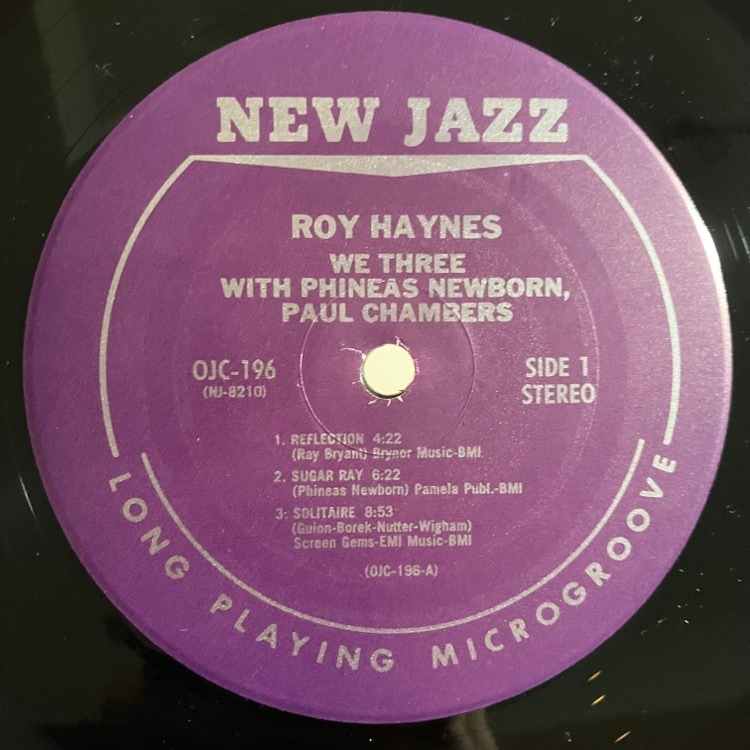 NEW JAZZ
ROY HAYNES
WE THREE
WITH PHINEAS NEWBORN,
PAUL CHAMBERS
OJC-196
(NJ-8210)
SIDE 1
STEREO
1. REFLECTION 4:22
(Ray Bryant) Brynor Music-BMI
2. SUGAR RAY 6:22
(Phineas Newborn) Pamela Publ.-BMI
3. SOLITAIRE 8:53
(Guion-Borek-Nutter-Wigham)
Screen Gems-EMI Music-BMI
(OJC-196-A)
LONG PLAYING MICROGROOVE